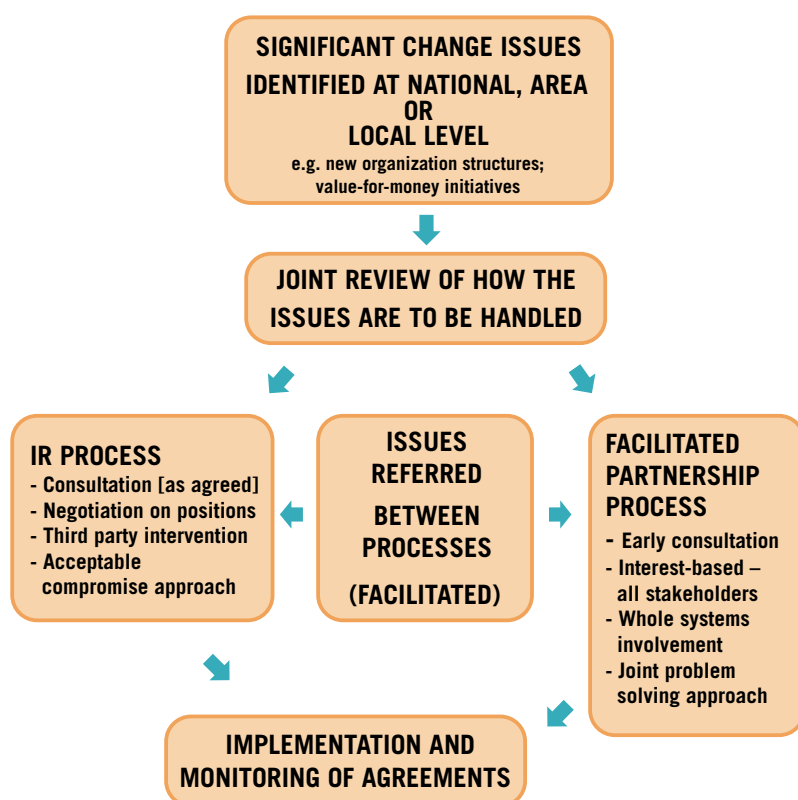 SIGNIFICANT CHANGE ISSUES
IDENTIFIED AT NATIONAL, AREA
OR
LOCAL LEVEL
e.g. new organization structures;
value-for-money initiatives
JOINT REVIEW OF HOW THE
ISSUES ARE TO BE HANDLED
IR PROCESS
- Consultation [as agreed]
- Negotiation on positions
- Third party intervention
- Acceptable
compromise approach
ISSUES
REFERRED
BETWEEN
PROCESSES
(FACILITATED)
FACILITATED
PARTNERSHIP
PROCESS
- Early consultation
- Interest-based –
all stakeholders
- Whole systems
involvement
- Joint problem
solving approach
IMPLEMENTATION AND
MONITORING OF AGREEMENTS